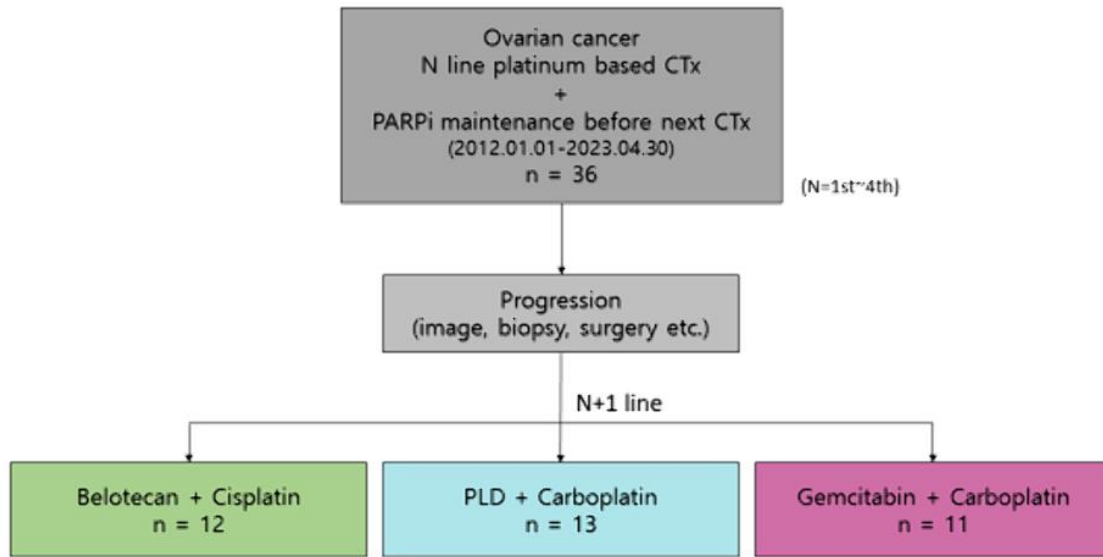 Ovarian cancer
N line platinum based CTx
+
PARPi maintenance before next CTx
(2012.01.01-2023.04.30)
n = 36
(N=1st~4th)
Progression
(image, biopsy, surgery etc.)
N+1 line
Belotecan + Cisplatin
n = 12
PLD + Carboplatin
n = 13
Gemcitabin + Carboplatin
n = 11